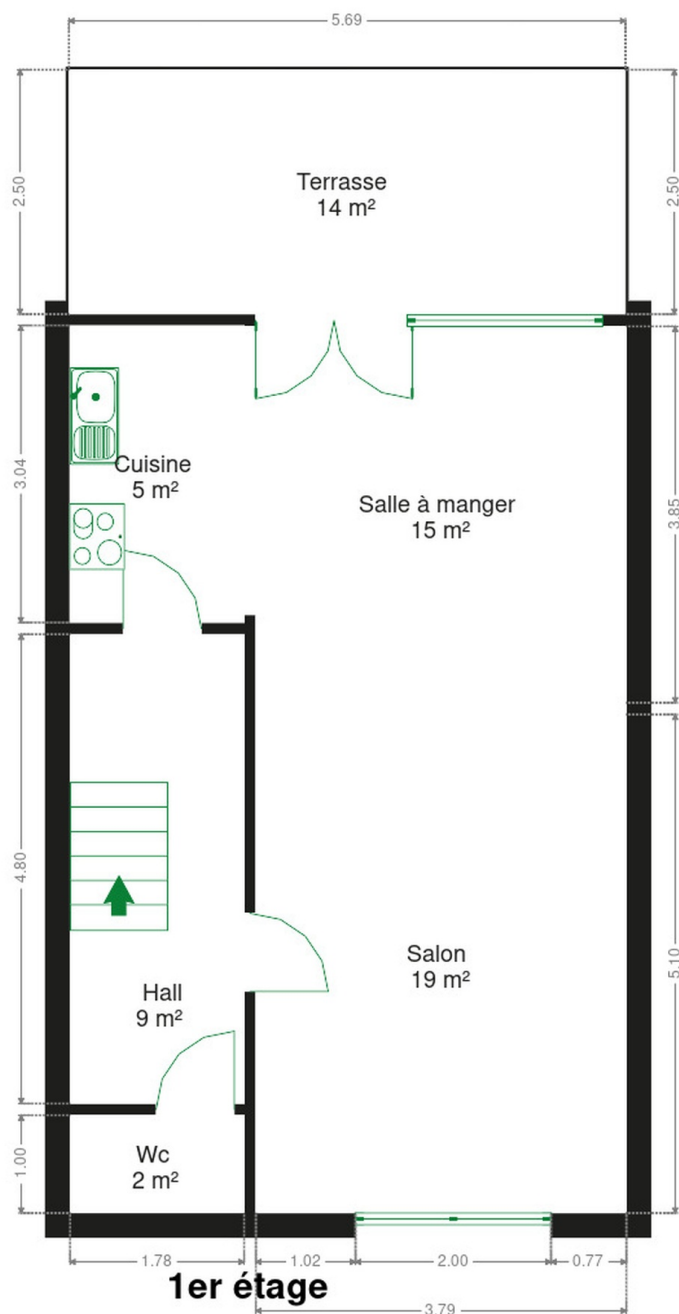 5.69
2.50
2.50
Terrasse
14 m²
3.04
Cuisine
5 m²
Salle à manger
15 m²
3.85
4.80
Hall
9 m²
Salon
19 m²
5.10
Wc
2 m²
1.00
1.78
1.02
2.00
0.77
1er étage
3.79